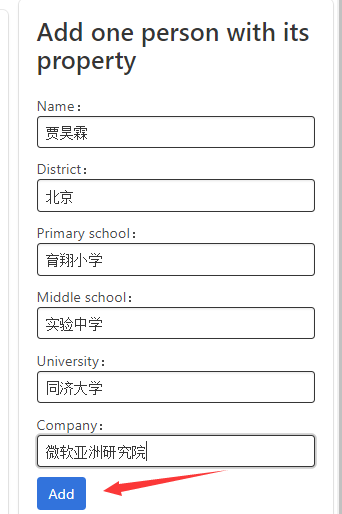 Add one person with its
property
Name：
贾昊霖
District：
北京
Primary school：
育翔小学
Middle school：
实验中学
University：
同济大学
Company：
微软亚洲研究院
Add